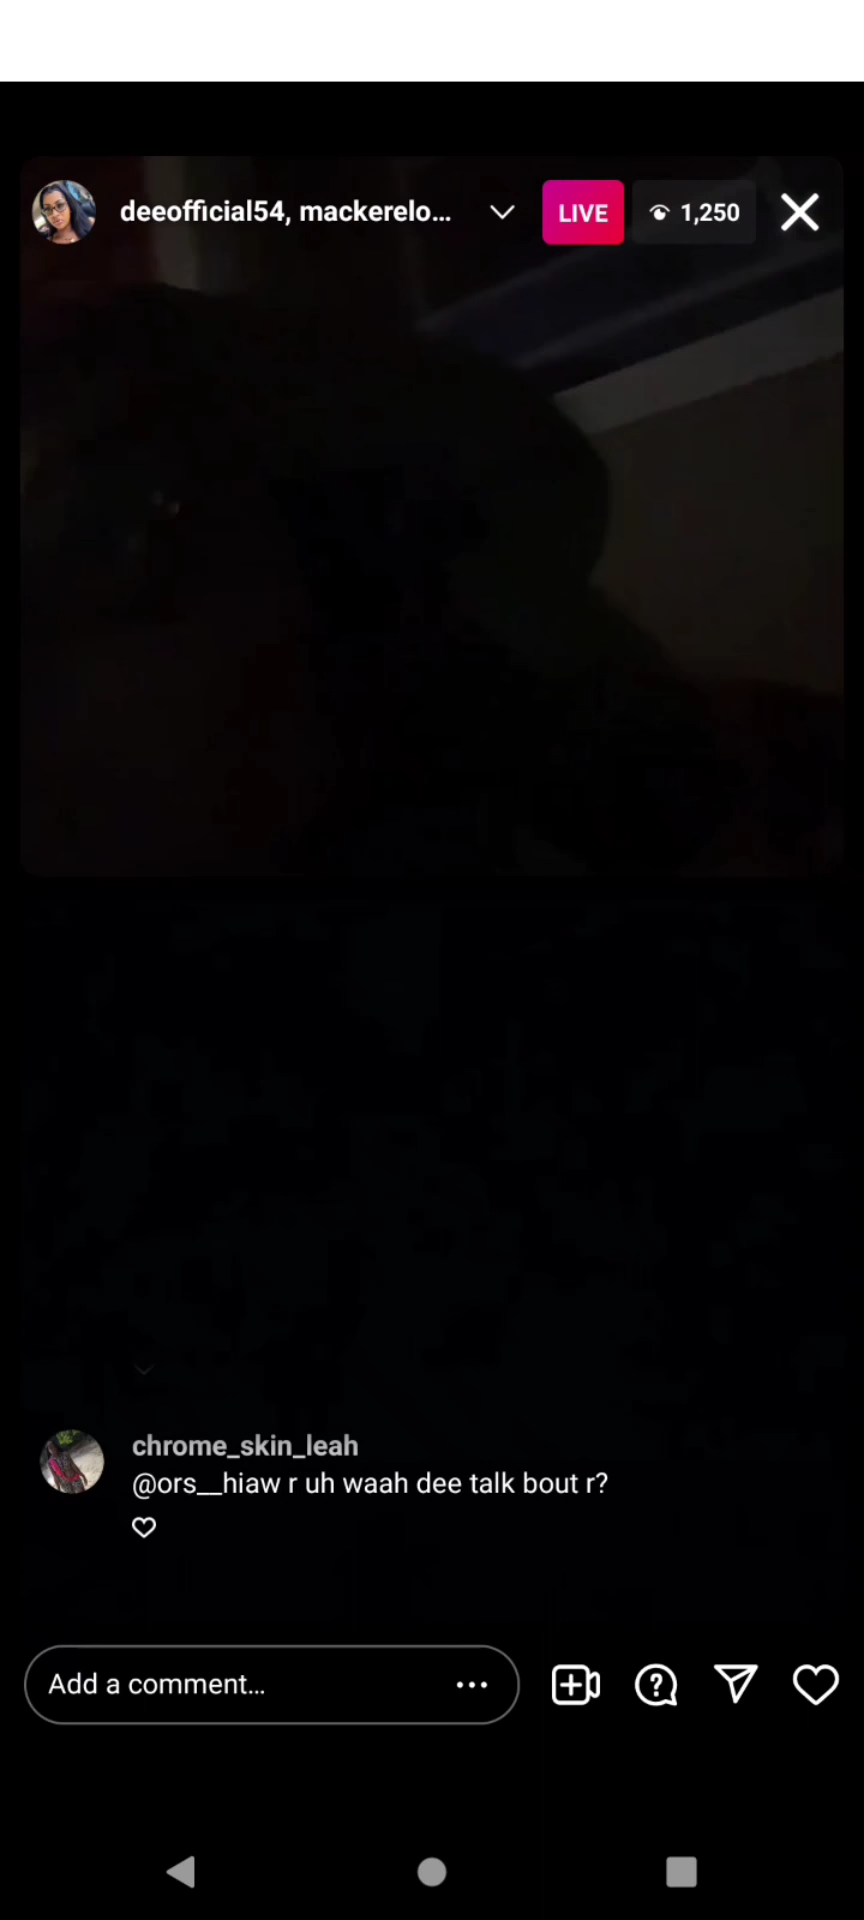 deeofficial54, mackerelo...
LIVE
1,250
chrome_skin_leah
@ors__hiaw r uh waah dee talk bout r?
Add a comment...